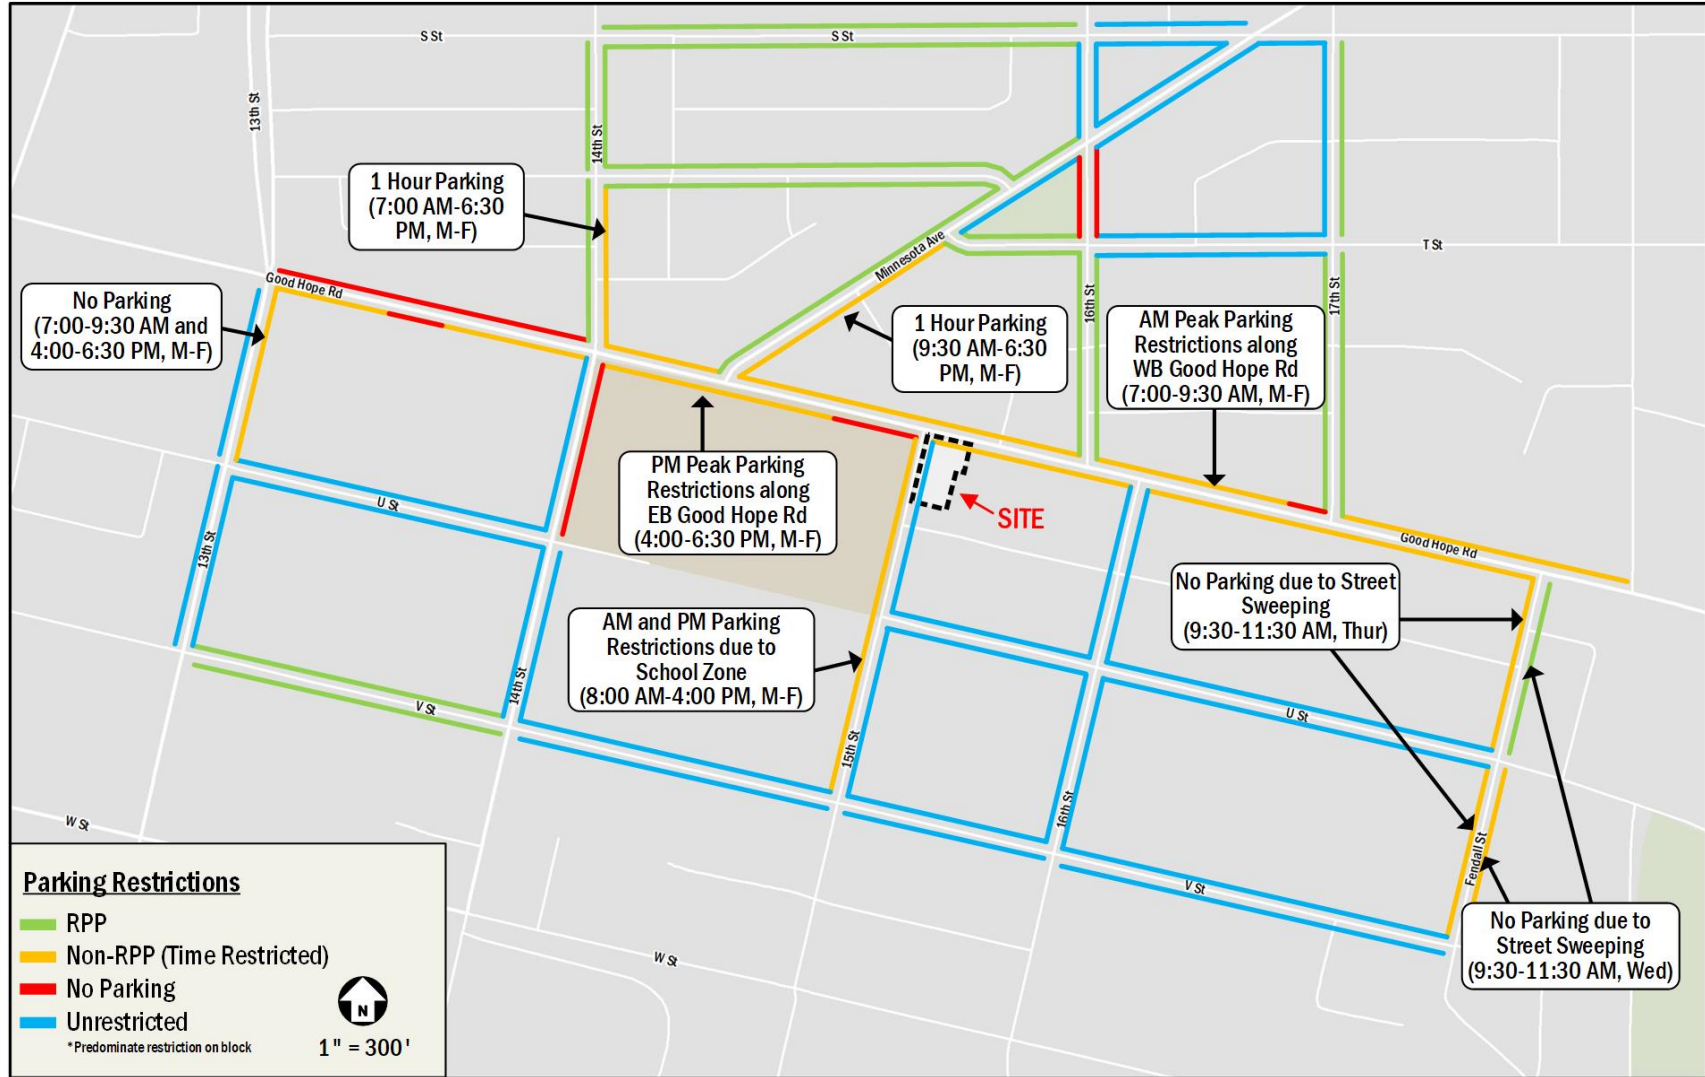 S St
S St
13th St
14th St
1 Hour Parking
(7:00 AM-6:30
PM, M-F)
Minnesota Ave
T St
Good Hope Rd
No Parking
(7:00-9:30 AM and
4:00-6:30 PM, M-F)
1 Hour Parking
(9:30 AM-6:30
PM, M-F)
16th St
AM Peak Parking
Restrictions along
WB Good Hope Rd
(7:00-9:30 AM, M-F)
17th St
PM Peak Parking
Restrictions along
EB Good Hope Rd
(4:00-6:30 PM, M-F)
SITE
U St
13th St
Good Hope Rd
No Parking due to Street
Sweeping
(9:30-11:30 AM, Thur)
AM and PM Parking
Restrictions due to
School Zone
(8:00 AM-4:00 PM, M-F)
14th St
V St
U St
15th St
16th St
W St
Fendall St
V St
No Parking due to
Street Sweeping
(9:30-11:30 AM, Wed)
W St
Parking Restrictions
RPP
Non-RPP (Time Restricted)
No Parking
Unrestricted
*Predominate restriction on block
N
1" = 300'